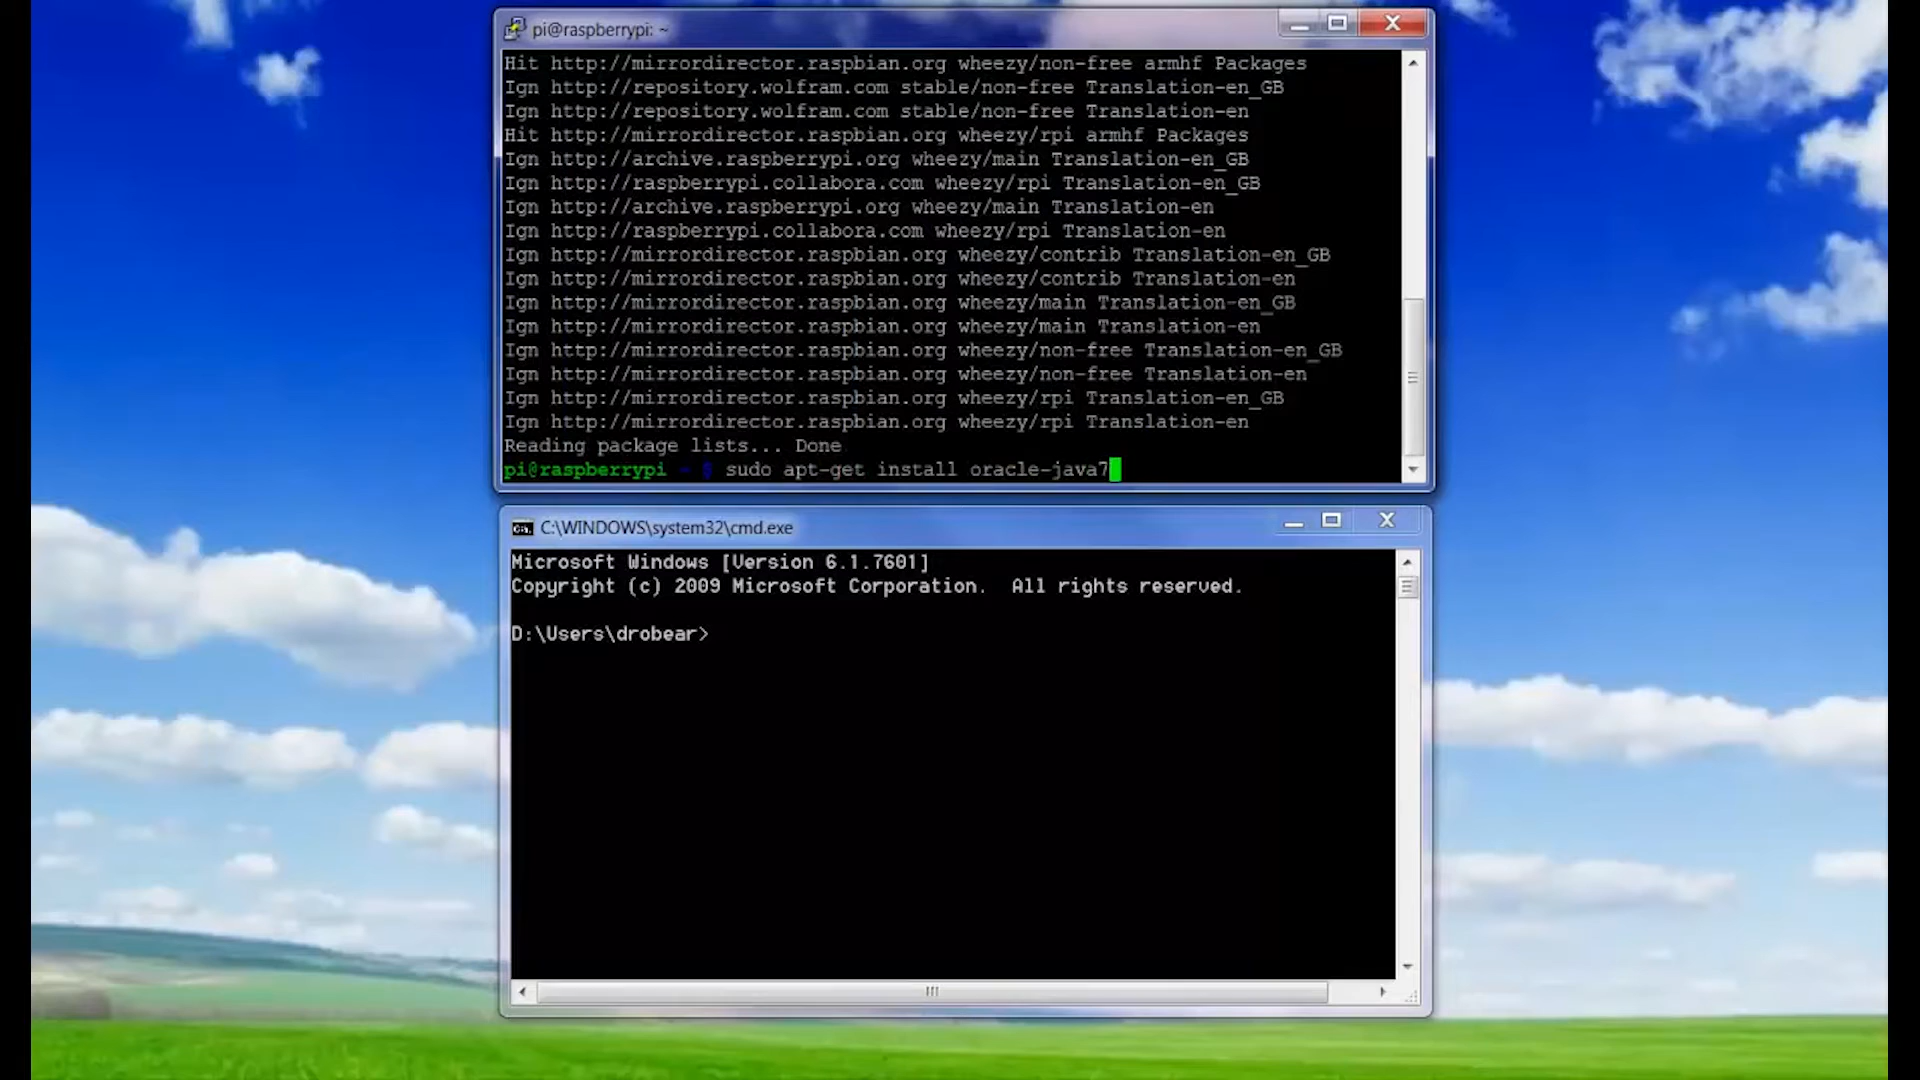 pi@raspberrypi: ~
Hit http://mirrordirector.raspbian.org wheezy/non-free armhf Packages
Ign http://repository.wolfram.com stable/non-free Translation-en_GB
Ign http://repository.wolfram.com stable/non-free Translation-en
Hit http://mirrordirector.raspbian.org wheezy/rpi armhf Packages
Ign http://archive.raspberrypi.org wheezy/main Translation-en_GB
Ign http://raspberrypi.collabora.com wheezy/rpi Translation-en_GB
Ign http://archive.raspberrypi.org wheezy/main Translation-en
Ign http://raspberrypi.collabora.com wheezy/rpi Translation-en
Ign http://mirrordirector.raspbian.org wheezy/contrib Translation-en_GB
Ign http://mirrordirector.raspbian.org wheezy/contrib Translation-en
Ign http://mirrordirector.raspbian.org wheezy/main Translation-en_GB
Ign http://mirrordirector.raspbian.org wheezy/main Translation-en
Ign http://mirrordirector.raspbian.org wheezy/non-free Translation-en_GB
Ign http://mirrordirector.raspbian.org wheezy/non-free Translation-en
Ign http://mirrordirector.raspbian.org wheezy/rpi Translation-en_GB
Ign http://mirrordirector.raspbian.org wheezy/rpi Translation-en
Reading package lists... Done
pi@raspberrypi ~ $ sudo apt-get install oracle-java7
C:\WINDOWS\system32\cmd.exe
Microsoft Windows [Version 6.1.7601]
Copyright (c) 2009 Microsoft Corporation.  All rights reserved.
D:\Users\drobear>